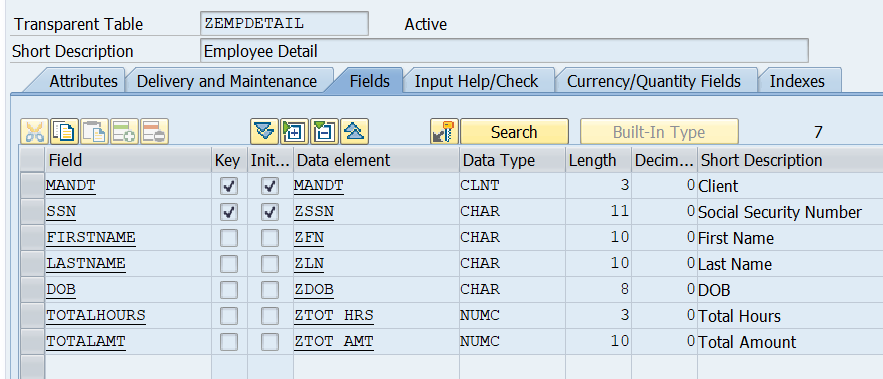 Transparent Table ZEMPDETAIL Active
Short Description Employee Detail
Attributes Delivery and Maintenance Fields Input Help/Check Currency/Quantity Fields Indexes
Search Built-In Type 7
Field Key Init... Data element Data Type Length Decim... Short Description
MANDT MANDT CLNT 3 0 Client
SSN ZSSN CHAR 11 0 Social Security Number
FIRSTNAME ZFN CHAR 10 0 First Name
LASTNAME ZLN CHAR 10 0 Last Name
DOB ZDOB CHAR 8 0 DOB
TOTALHOURS ZTOT_HRS NUMC 3 0 Total Hours
TOTALAMT ZTOT_AMT NUMC 10 0 Total Amount